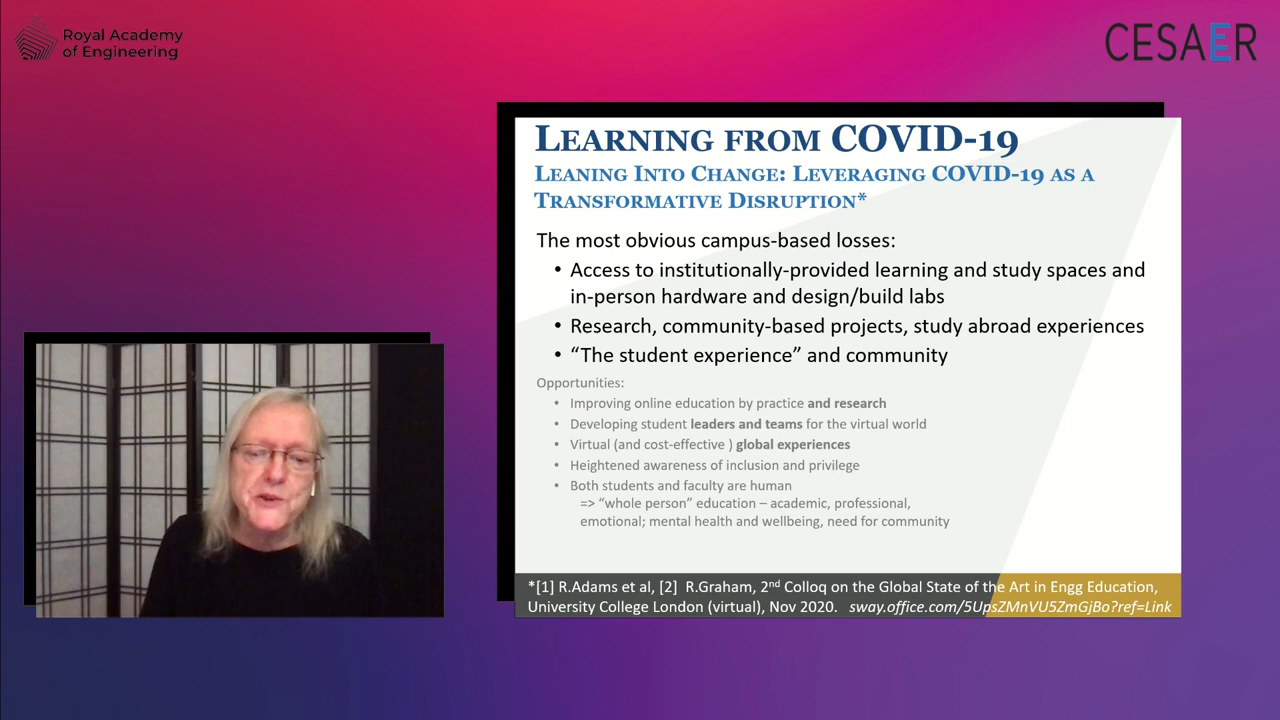 Royal Academy
of Engineering
CESAER
LEARNING FROM COVID-19
LEANING INTO CHANGE: LEVERAGING COVID-19 AS A
TRANSFORMATIVE DISRUPTION*
The most obvious campus-based losses:
• Access to institutionally-provided learning and study spaces and
in-person hardware and design/build labs
• Research, community-based projects, study abroad experiences
• “The student experience” and community
Opportunities:
• Improving online education by practice and research
• Developing student leaders and teams for the virtual world
• Virtual (and cost-effective ) global experiences
• Heightened awareness of inclusion and privilege
• Both students and faculty are human
=> “whole person” education – academic, professional,
emotional; mental health and wellbeing, need for community
*[1] R.Adams et al, [2] R.Graham, 2nd Colloq on the Global State of the Art in Engg Education,
University College London (virtual), Nov 2020. sway.office.com/5UpsZMnVU5ZmGjBo?ref=Link